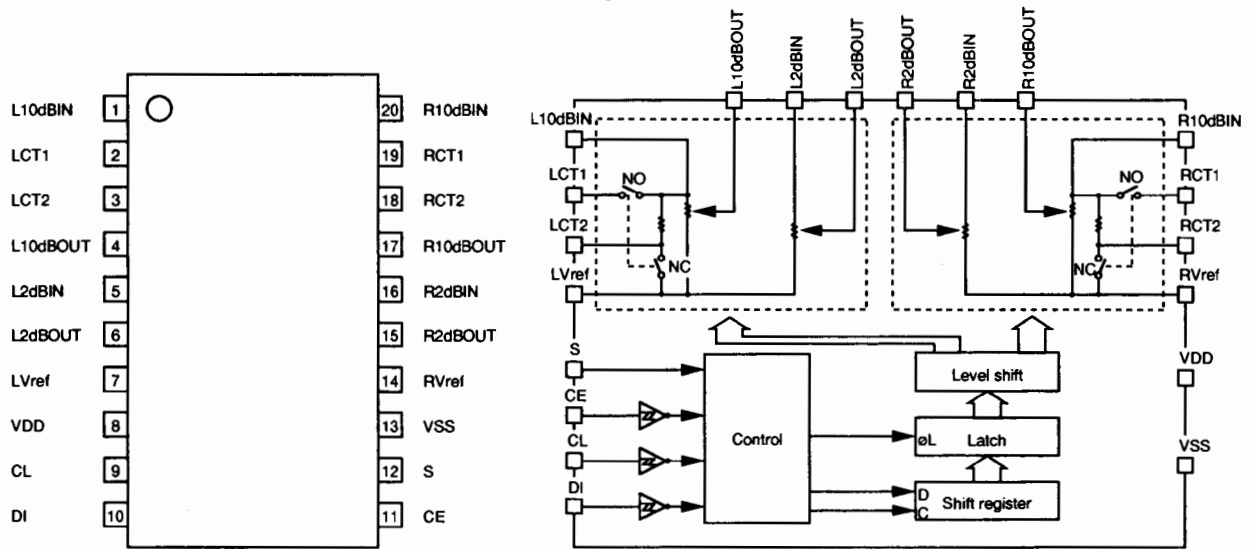 L10dBIN 1 20 R10dBIN
LCT1 2 19 RCT1
LCT2 3 18 RCT2
L10dBOUT 4 17 R10dBOUT
L2dBIN 5 16 R2dBIN
L2dBOUT 6 15 R2dBOUT
LVref 7 14 RVref
VDD 8 13 VSS
CL 9 12 S
DI 10 11 CE
L10dBOUT
L2dBIN
L2dBOUT
R2dBOUT
R2dBIN
R10dBOUT
L10dBIN
R10dBIN
LCT1
NO
NO
RCT1
LCT2
RCT2
LVref
NC
NC
RVref
S
Level shift
VDD
CE
Control
øL
Latch
CL
VSS
DI
D
C
Shift register